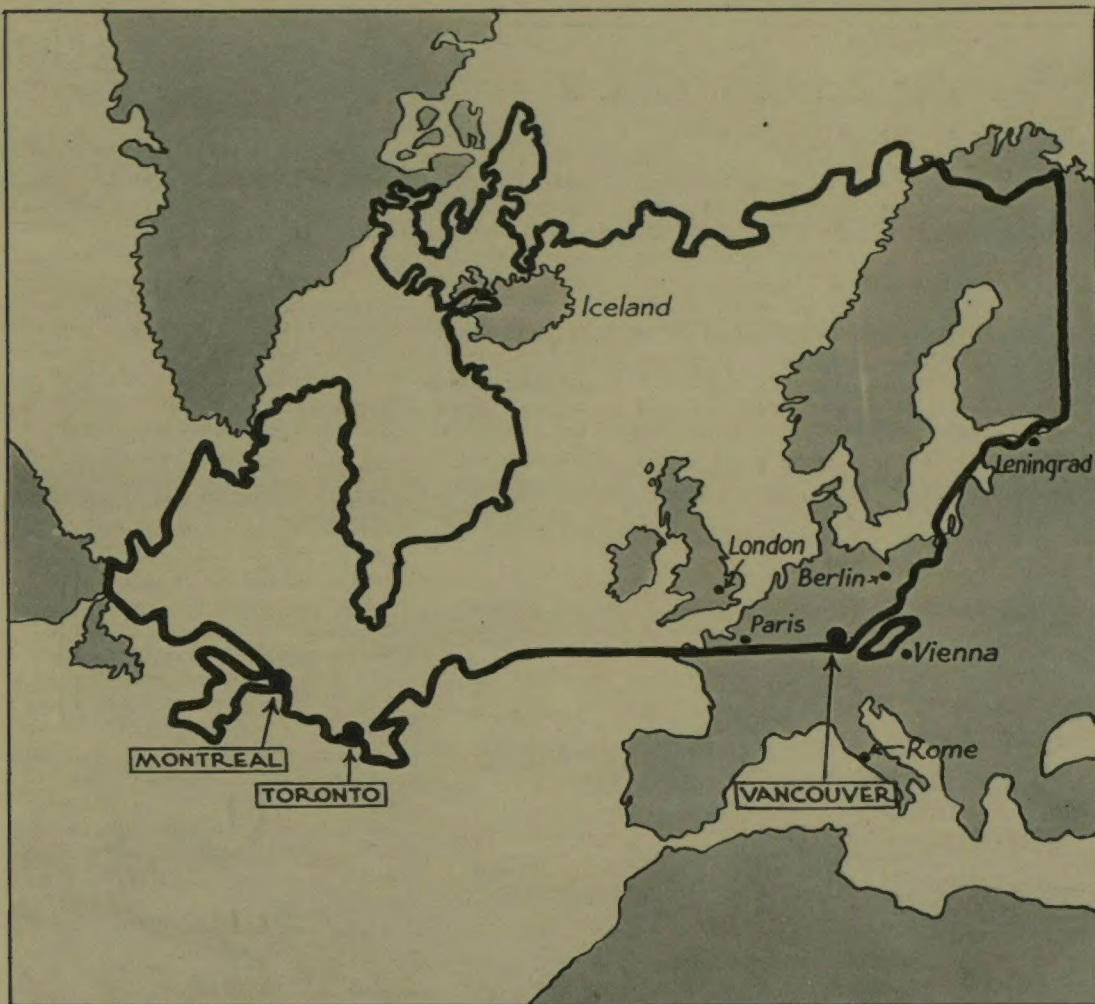 Iceland
Leningrad
London
Berlin
Paris
Vienna
MONTREAL
Rome
TORONTO
VANCOUVER